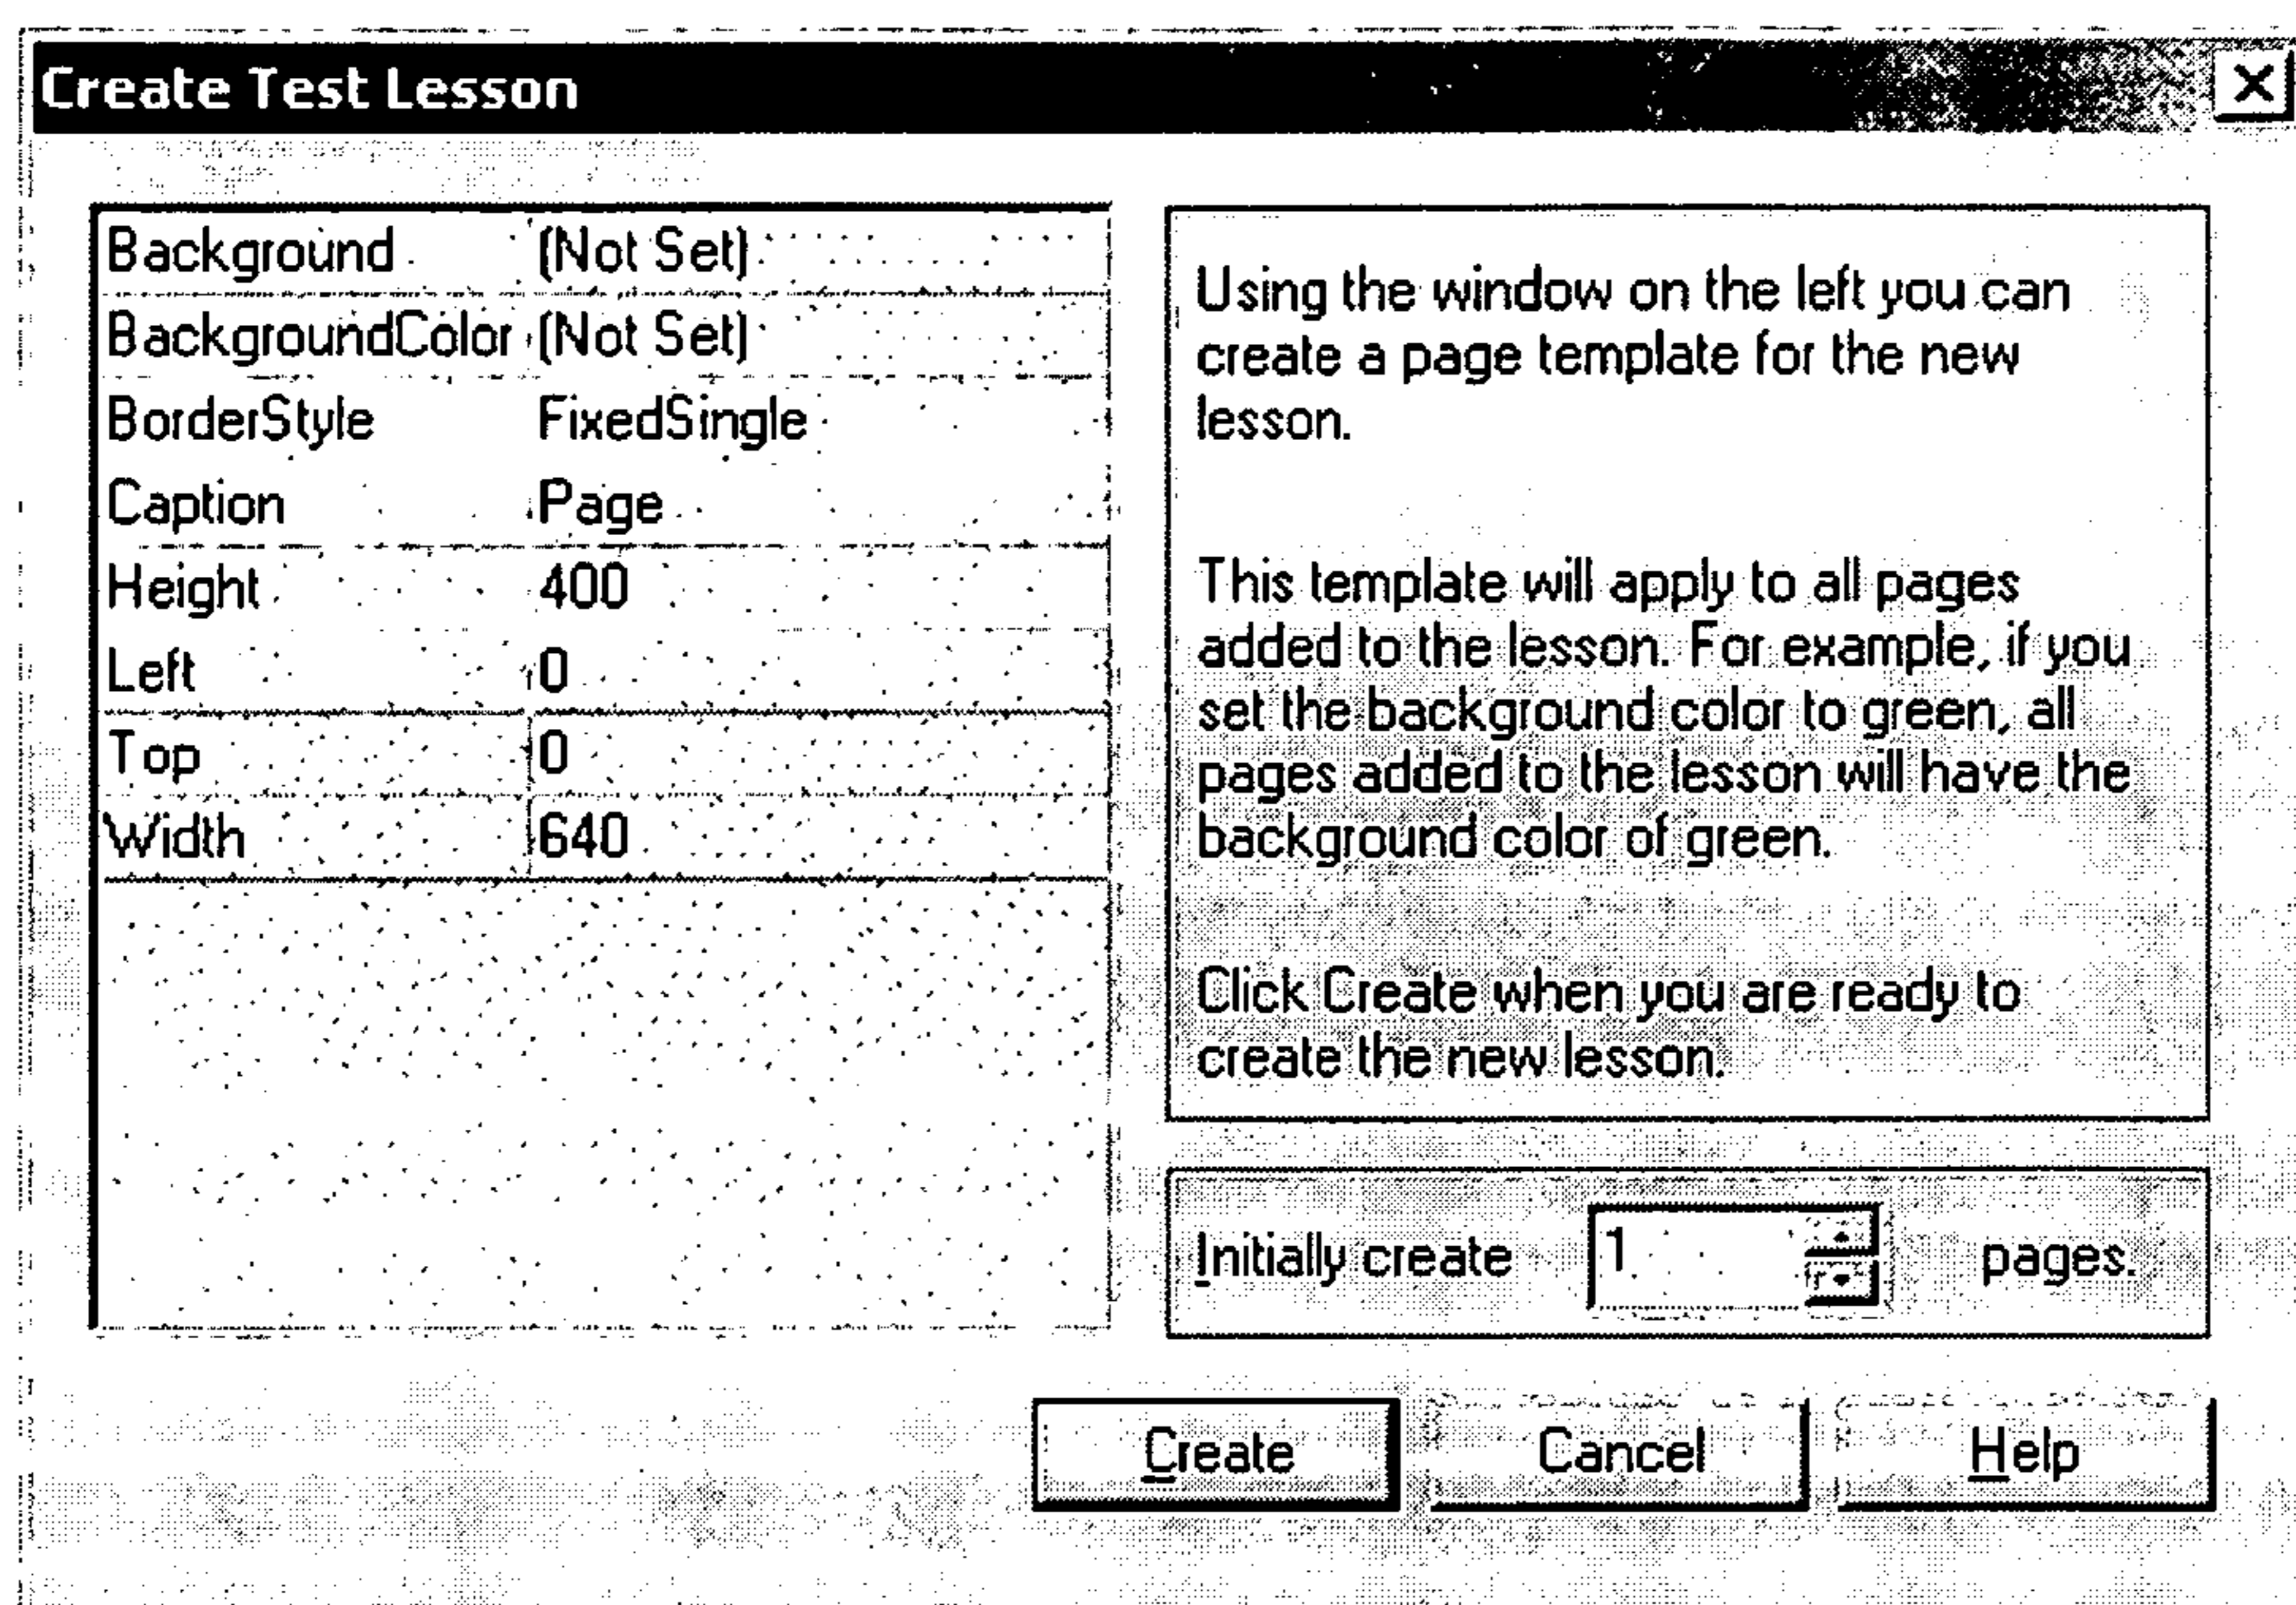 Create Test Lesson
Background (Not Set)
BackgroundColor (Not Set)
BorderStyle FixedSingle
Caption Page
Height 400
Left 0
Top 0
Width 640
Using the window on the left you can
create a page template for the new
lesson.
This template will apply to all pages
added to the lesson. For example, if you
set the background color to green, all
pages added to the lesson will have the
background color of green.
Click Create when you are ready to
create the new lesson.
Initially create 1 pages.
Create Cancel Help